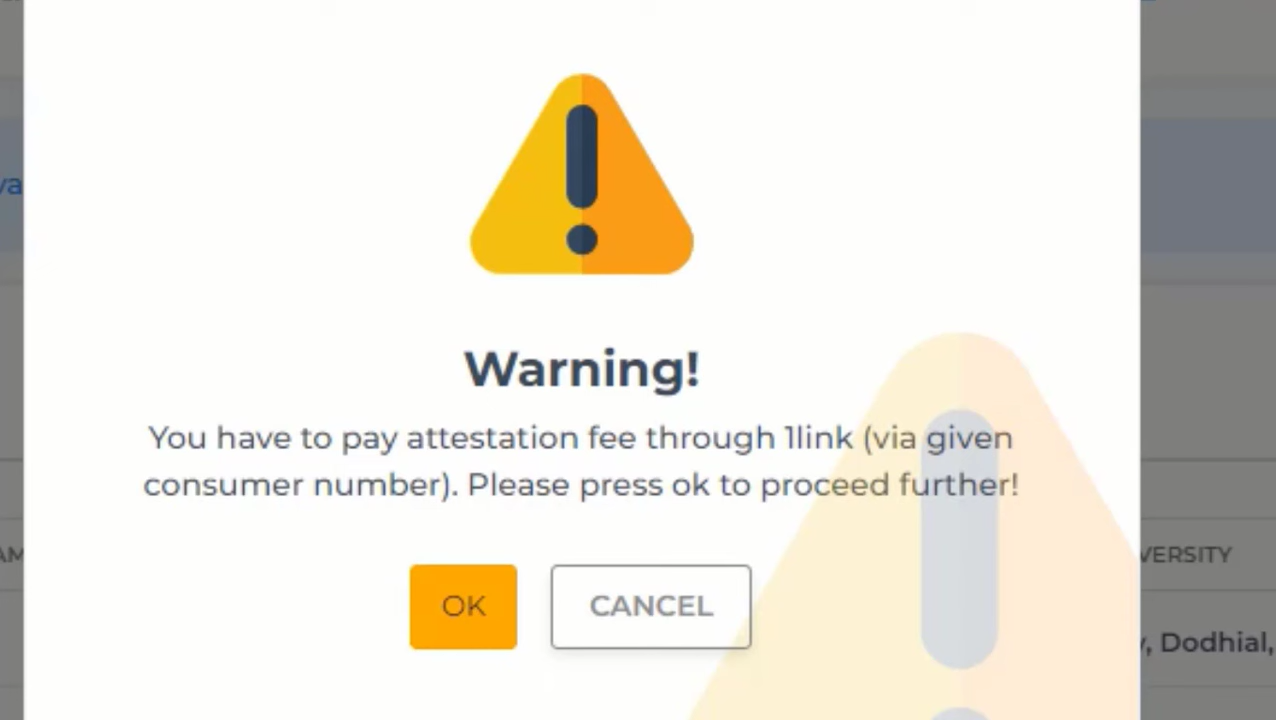 Warning!
You have to pay attestation fee through 1link (via given
consumer number). Please press ok to proceed further!
OK
CANCEL
Dodhial,